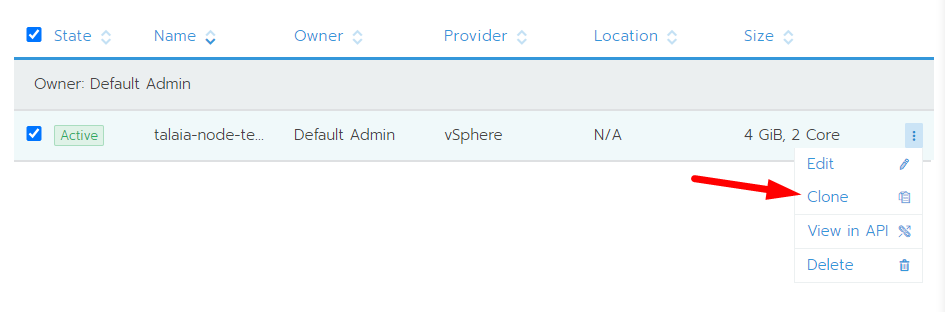 State Name Owner Provider Location Size
Owner: Default Admin
Active talaia-node-te... Default Admin vSphere N/A 4 GiB, 2 Core
Edit
Clone
View in API
Delete